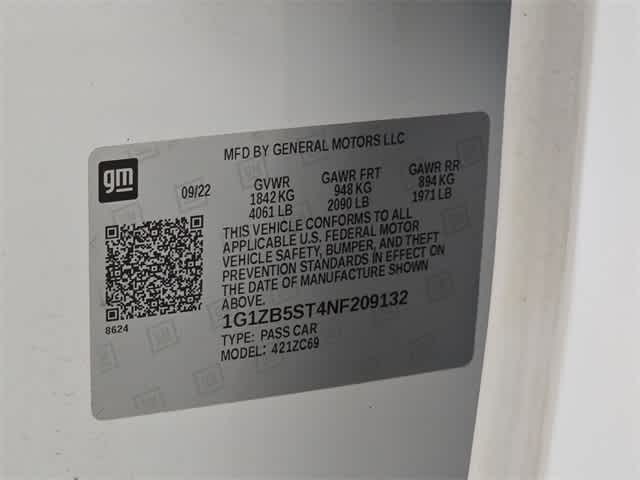 MFD BY GENERAL MOTORS LLC
gm
09/22
GVWR GAWR FRT GAWR RR
1842 KG 948 KG 894 KG
4061 LB 2090 LB 1971 LB
THIS VEHICLE CONFORMS TO ALL
APPLICABLE U.S. FEDERAL MOTOR
VEHICLE SAFETY, BUMPER, AND THEFT
PREVENTION STANDARDS IN EFFECT ON
THE DATE OF MANUFACTURE SHOWN
ABOVE.
8624
1G1ZB5ST4NF209132
TYPE: PASS CAR
MODEL: 421ZC69